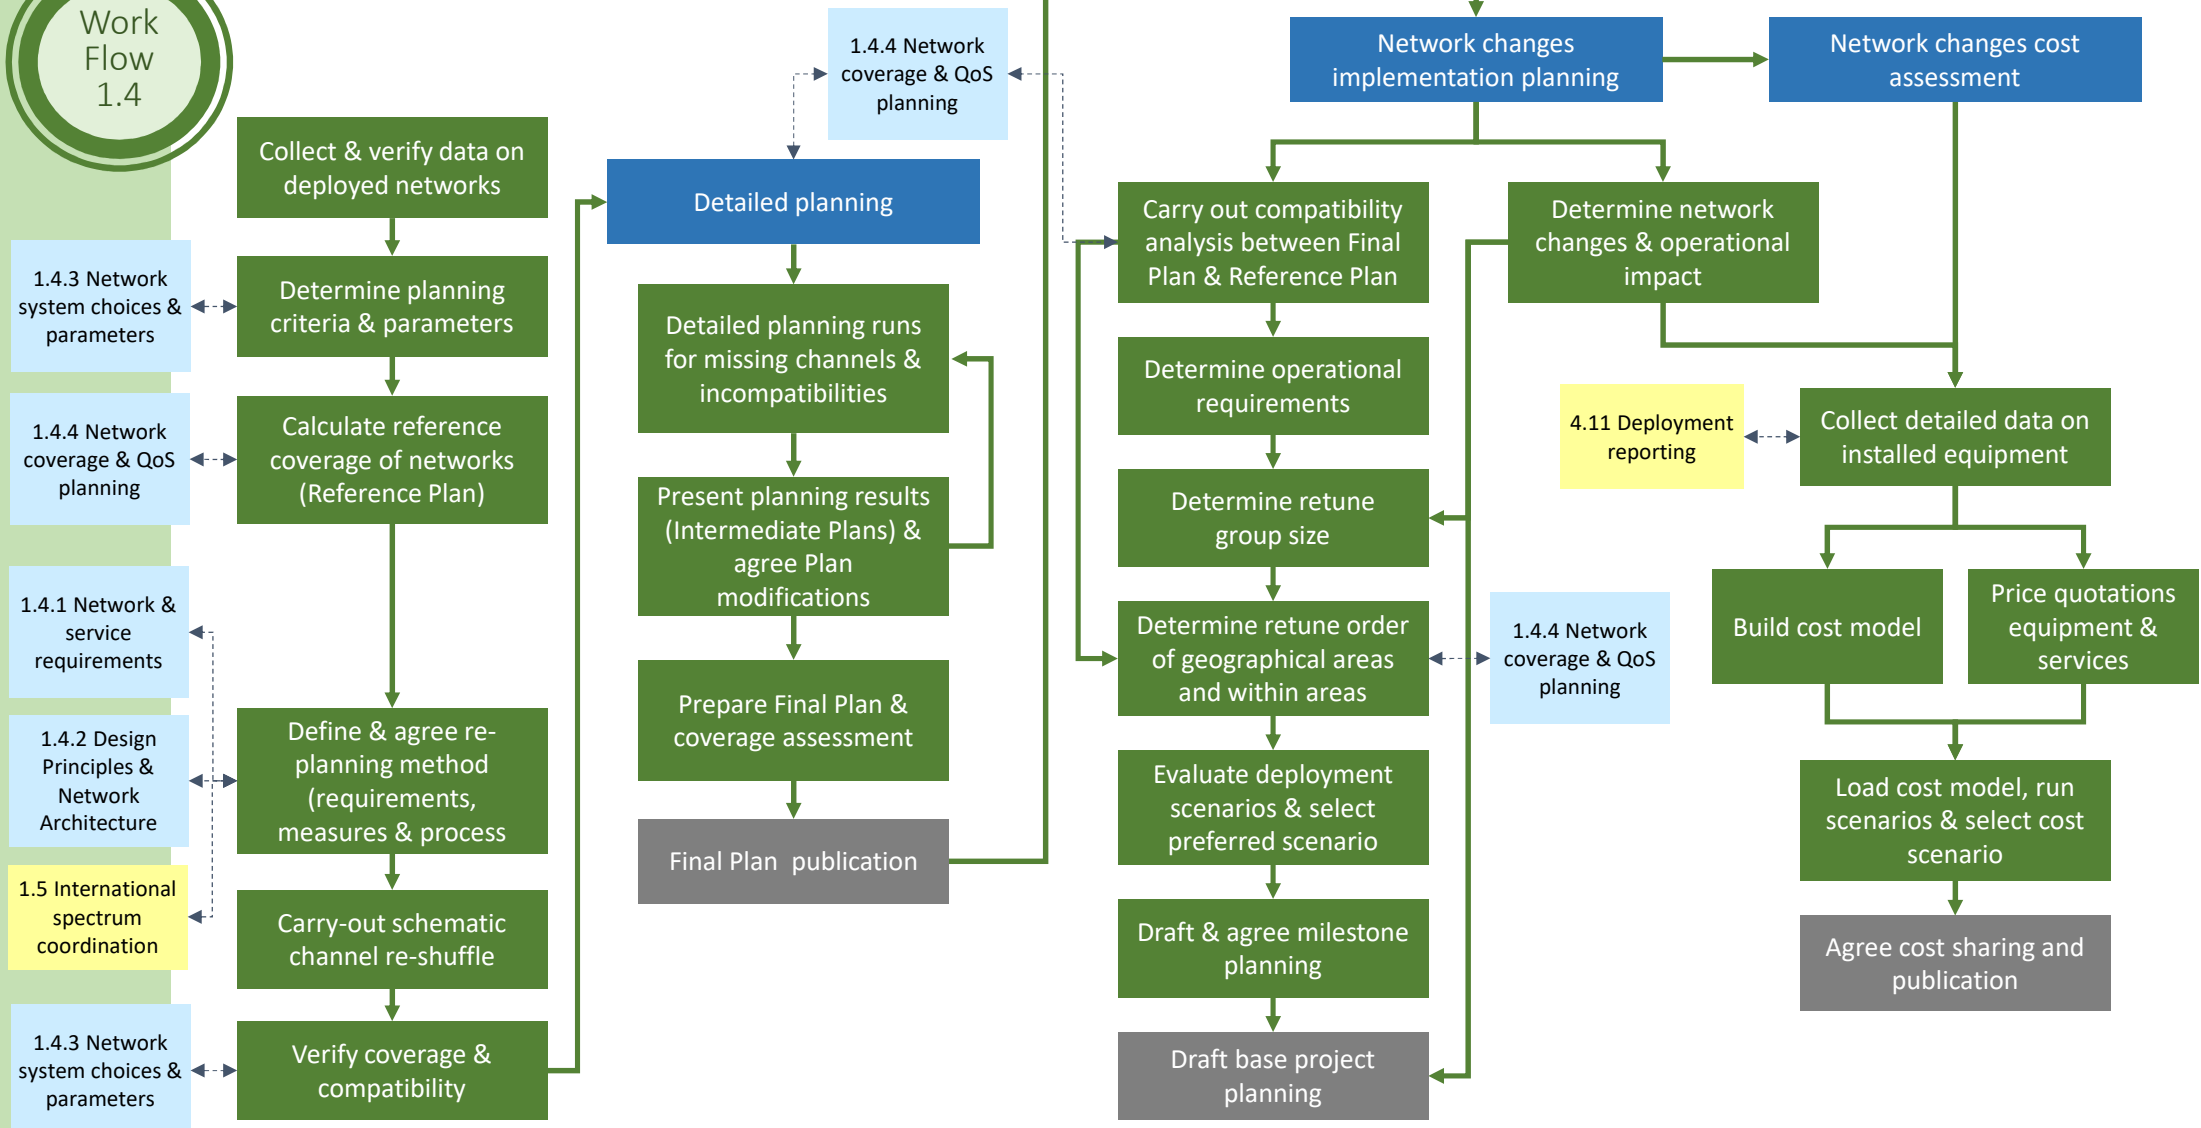 Work
Flow
1.4
Collect & verify data on
deployed networks
1.4.3 Network
system choices &
parameters
Determine planning
criteria & parameters
1.4.4 Network
coverage & QoS
planning
Calculate reference
coverage of networks
(Reference Plan)
1.4.1 Network &
service
requirements
1.4.2 Design
Principles &
Network
Architecture
Define & agree re-
planning method
(requirements,
measures & process
1.5 International
spectrum
coordination
Carry-out schematic
channel re-shuffle
1.4.3 Network
system choices &
parameters
Verify coverage &
compatibility
1.4.4 Network
coverage & QoS
planning
Detailed planning
Detailed planning runs
for missing channels &
incompatibilities
Present planning results
(Intermediate Plans) &
agree Plan
modifications
Prepare Final Plan &
coverage assessment
Final Plan  publication
Network changes
implementation planning
Network changes cost
assessment
Carry out compatibility
analysis between Final
Plan & Reference Plan
Determine network
changes & operational
impact
Determine operational
requirements
Determine retune
group size
Determine retune order
of geographical areas
and within areas
1.4.4 Network
coverage & QoS
planning
Evaluate deployment
scenarios & select
preferred scenario
Draft & agree milestone
planning
Draft base project
planning
4.11 Deployment
reporting
Collect detailed data on
installed equipment
Build cost model
Price quotations
equipment &
services
Load cost model, run
scenarios & select cost
scenario
Agree cost sharing and
publication